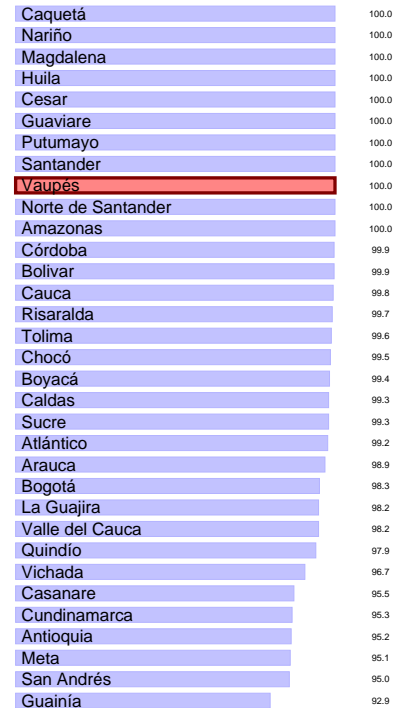 Caquetá 100.0
Nariño 100.0
Magdalena 100.0
Huila 100.0
Cesar 100.0
Guaviare 100.0
Putumayo 100.0
Santander 100.0
Vaupés 100.0
Norte de Santander 100.0
Amazonas 100.0
Córdoba 99.9
Bolivar 99.9
Cauca 99.8
Risaralda 99.7
Tolima 99.6
Chocó 99.5
Boyacá 99.4
Caldas 99.3
Sucre 99.3
Atlántico 99.2
Arauca 98.9
Bogotá 98.3
La Guajira 98.2
Valle del Cauca 98.2
Quindío 97.9
Vichada 96.7
Casanare 95.5
Cundinamarca 95.3
Antioquia 95.2
Meta 95.1
San Andrés 95.0
Guainía 92.9